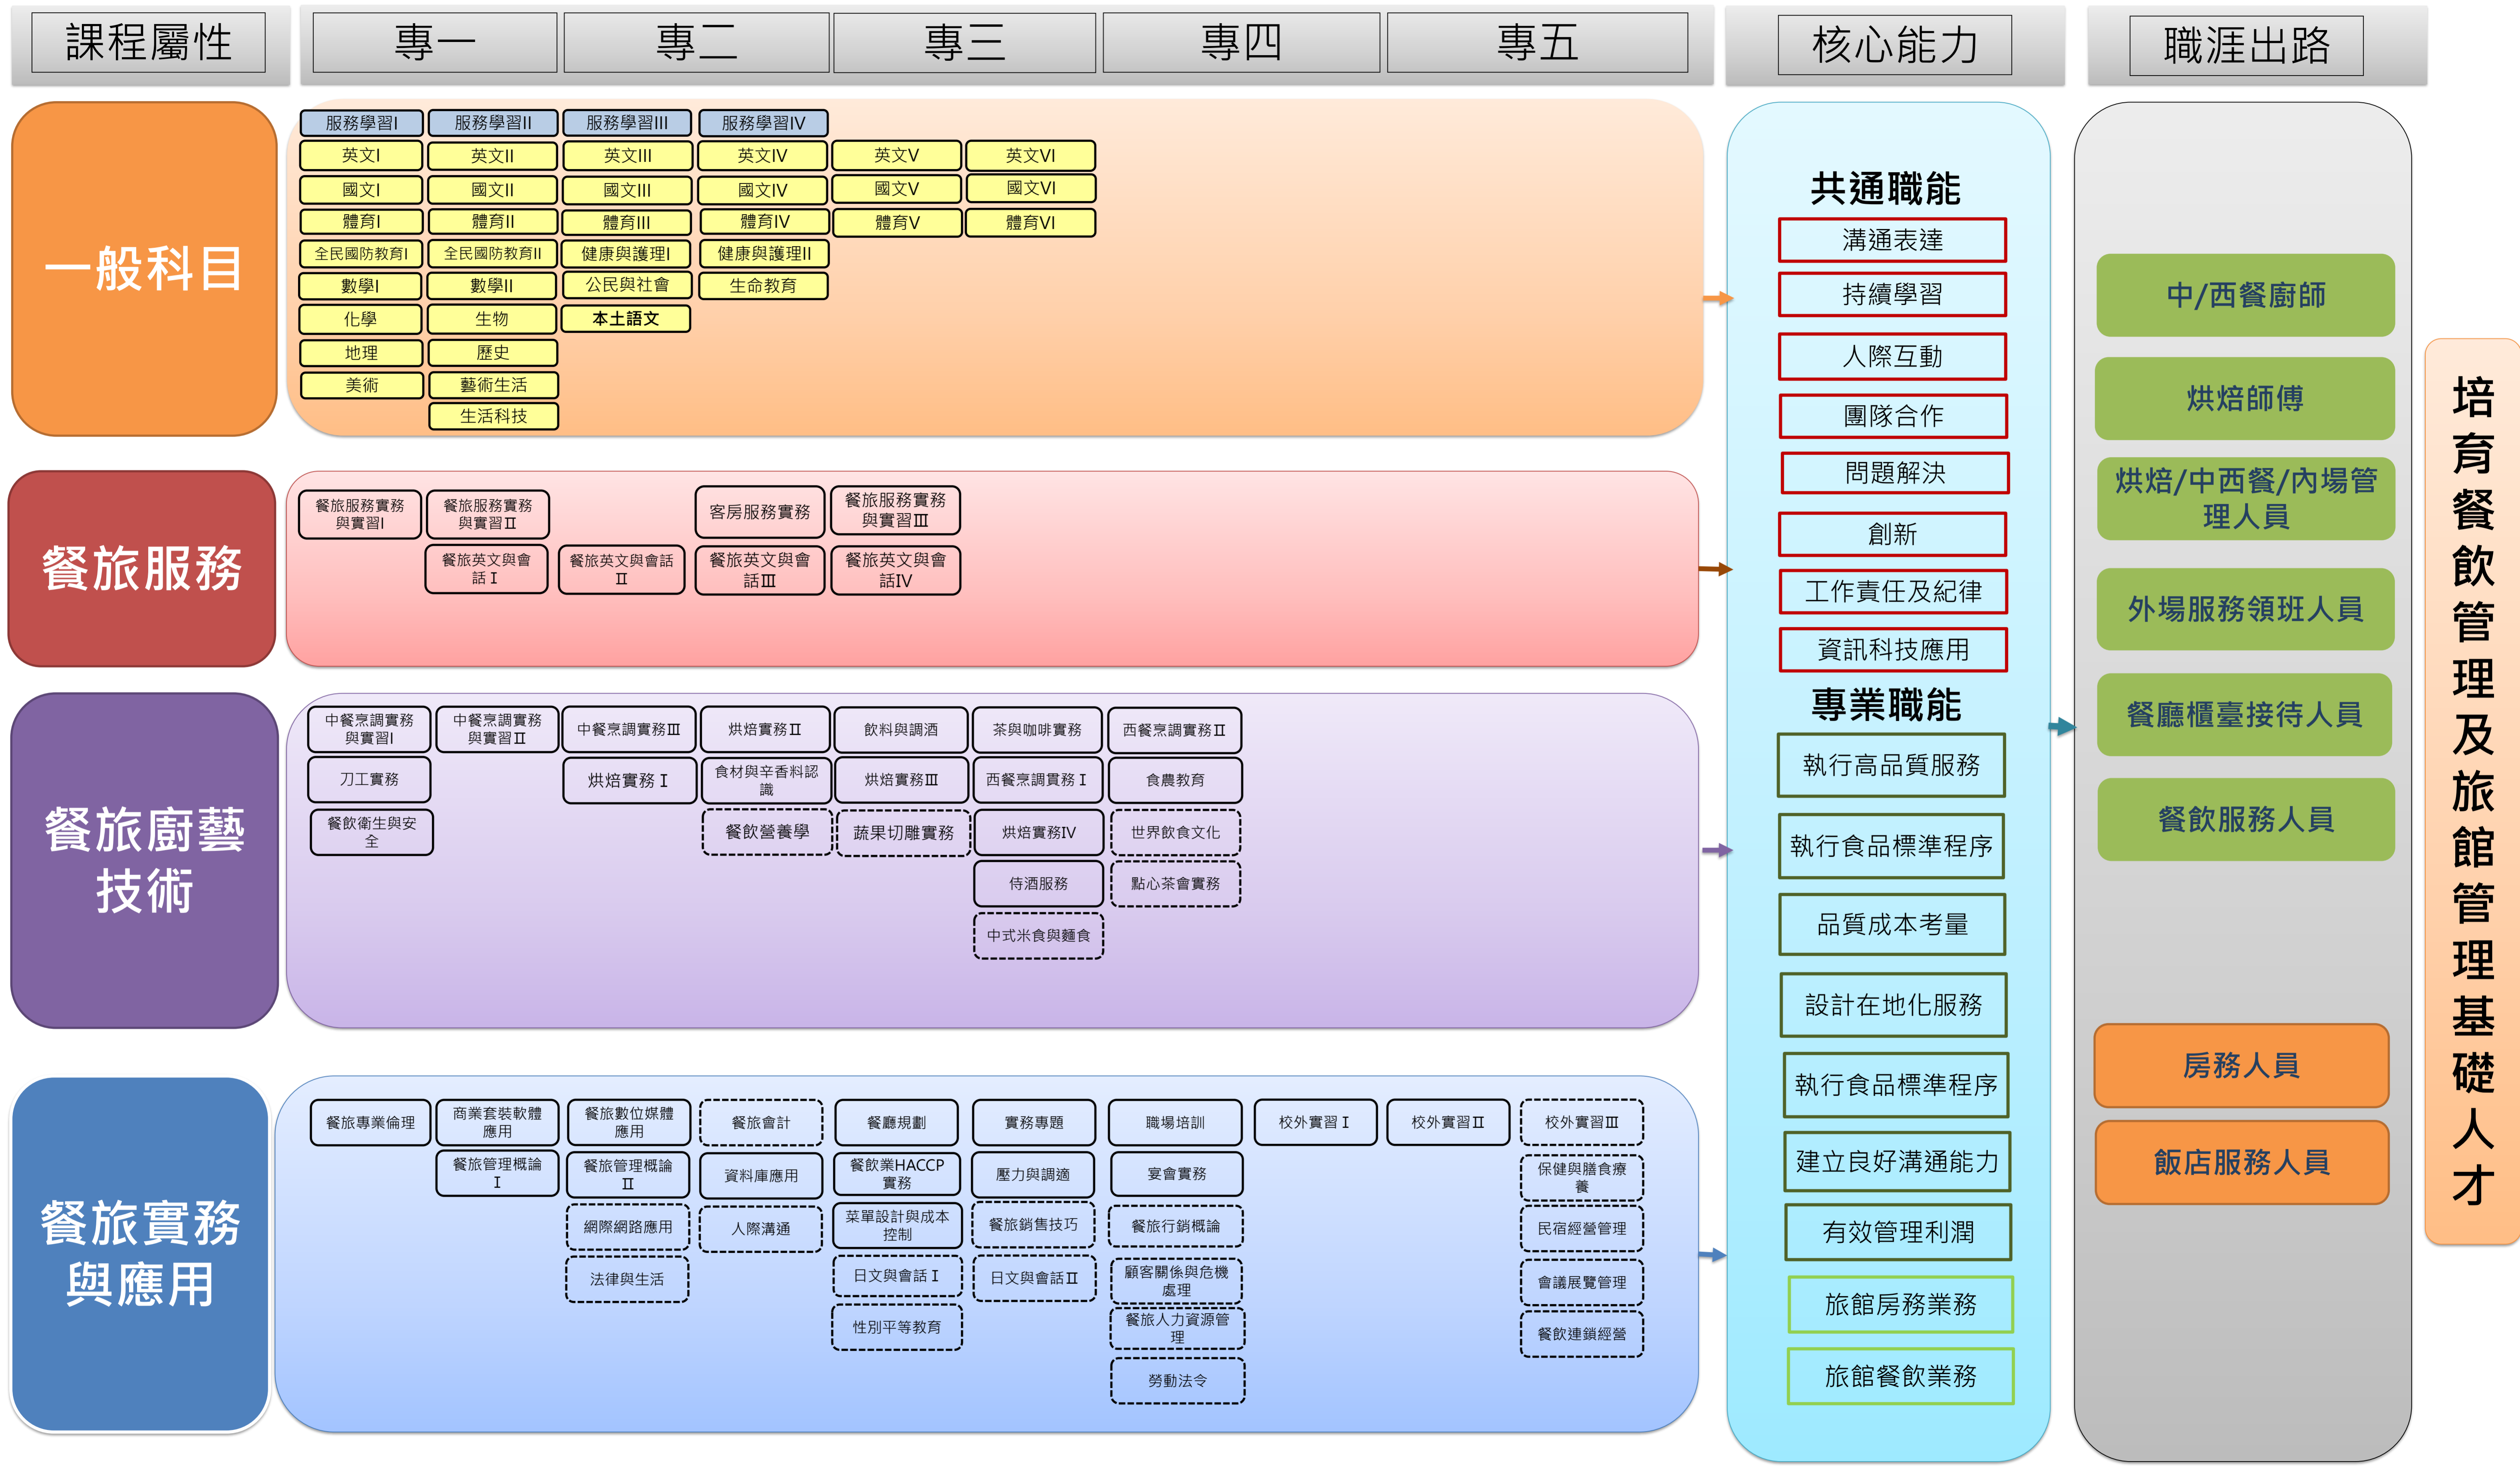 課程屬性
專一
專二
專三
專四
專五
核心能力
職涯出路
一般科目
服務學習I
服務學習II
服務學習III
服務學習IV
英文I
英文II
英文III
英文IV
英文V
英文VI
國文I
國文II
國文III
國文IV
國文V
國文VI
體育I
體育II
體育III
體育IV
體育V
體育VI
全民國防教育I
全民國防教育II
健康與護理I
健康與護理II
數學I
數學II
公民與社會
生命教育
化學
生物
本土語文
地理
歷史
美術
藝術生活
生活科技
餐旅服務
餐旅服務實務
與實習I
餐旅服務實務
與實習Ⅱ
客房服務實務
餐旅服務實務
與實習Ⅲ
餐旅英文與會
話Ⅰ
餐旅英文與會話
Ⅱ
餐旅英文與會
話Ⅲ
餐旅英文與會
話IV
餐旅廚藝
技術
中餐烹調實務
與實習I
中餐烹調實務
與實習Ⅱ
中餐烹調實務Ⅲ
烘焙實務Ⅱ
飲料與調酒
茶與咖啡實務
西餐烹調實務Ⅱ
刀工實務
烘焙實務Ⅰ
食材與辛香料認
識
烘焙實務Ⅲ
西餐烹調實務Ⅰ
食農教育
餐飲衛生與安
全
餐飲營養學
蔬果切雕實務
烘焙實務IV
世界飲食文化
侍酒服務
點心茶會實務
中式米食與麵食
餐旅實務
與應用
餐旅專業倫理
商業套裝軟體
應用
餐旅數位媒體
應用
餐旅會計
餐廳規劃
實務專題
職場培訓
校外實習Ⅰ
校外實習Ⅱ
校外實習Ⅲ
餐旅管理概論
Ⅰ
餐旅管理概論
Ⅱ
資料庫應用
餐飲業HACCP
實務
壓力與調適
宴會實務
保健與膳食療
養
網際網路應用
人際溝通
菜單設計與成本
控制
餐旅銷售技巧
餐旅行銷概論
民宿經營管理
法律與生活
日文與會話Ⅰ
日文與會話Ⅱ
顧客關係與危機
處理
會議展覽管理
性別平等教育
餐旅人力資源管
理
餐飲連鎖經營
勞動法令
共通職能
溝通表達
持續學習
人際互動
團隊合作
問題解決
創新
工作責任及紀律
資訊科技應用
專業職能
執行高品質服務
執行食品標準程序
品質成本考量
設計在地化服務
執行食品標準程序
建立良好溝通能力
有效管理利潤
旅館房務業務
旅館餐飲業務
中/西餐廚師
烘焙師傅
烘焙/中西餐/內場管
理人員
外場服務領班人員
餐廳櫃臺接待人員
餐飲服務人員
房務人員
飯店服務人員
培育餐飲管理及旅館管理基礎人才